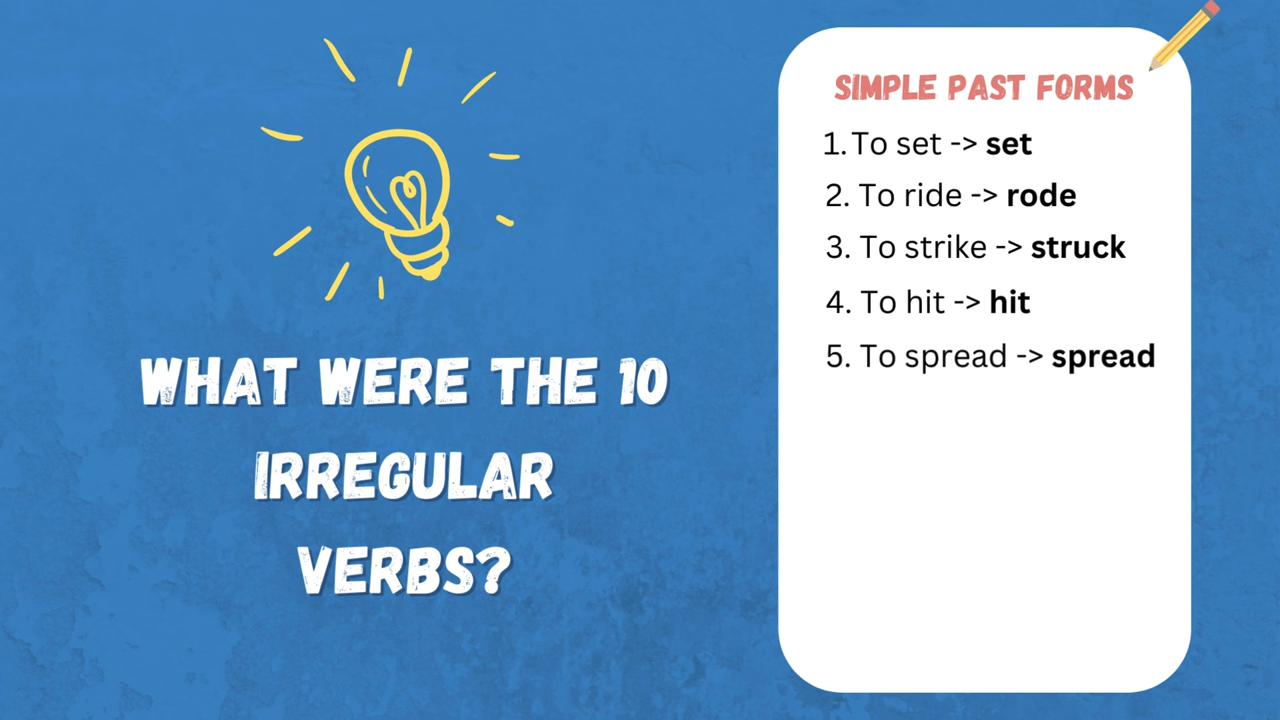 WHAT WERE THE 10
IRREGULAR
VERBS?
SIMPLE PAST FORMS
1. To set -> set
2. To ride -> rode
3. To strike -> struck
4. To hit -> hit
5. To spread -> spread